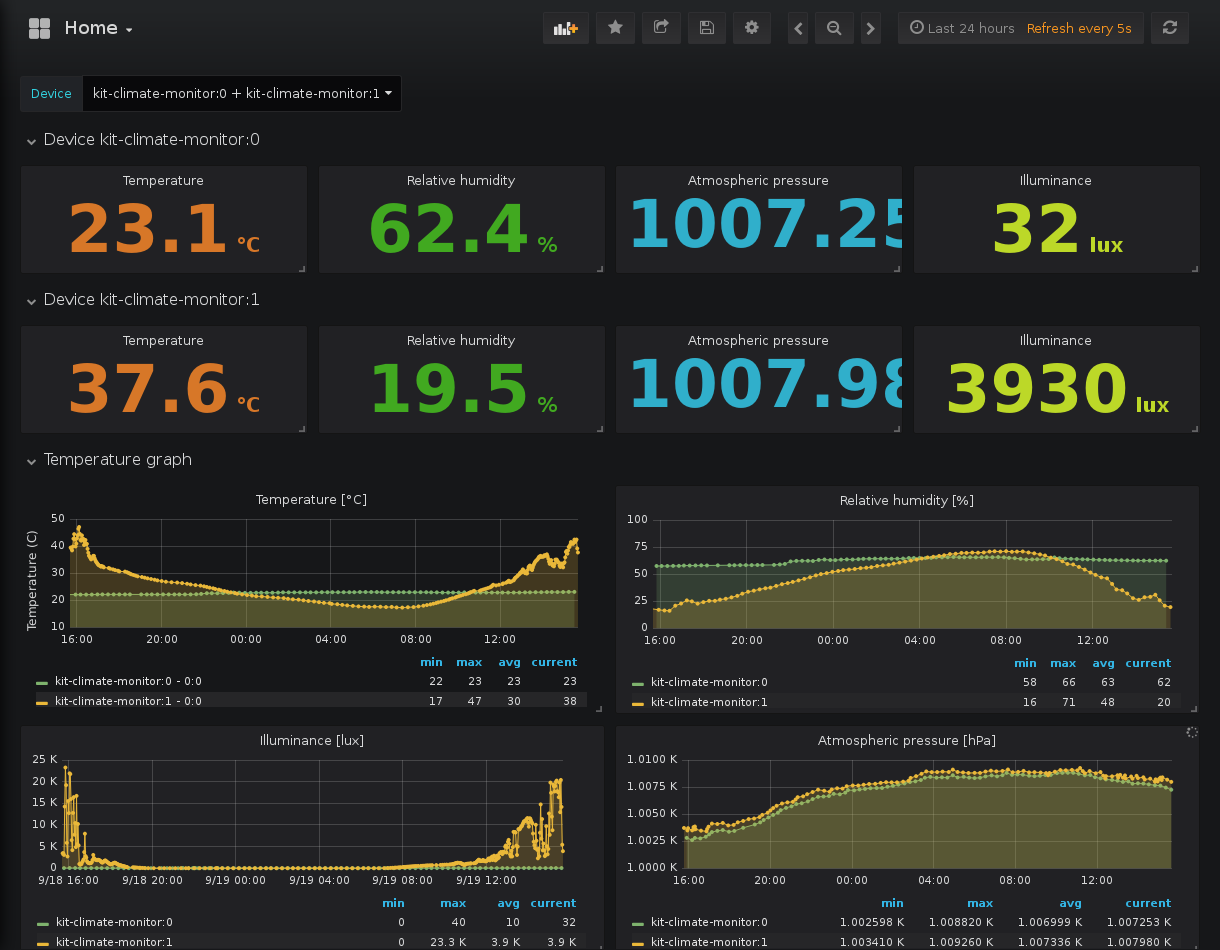 Home
Last 24 hours Refresh every 5s
Device kit-climate-monitor:0 + kit-climate-monitor:1
Device kit-climate-monitor:0
Temperature
23.1 °C
Relative humidity
62.4 %
Atmospheric pressure
1007.25
Illuminance
32 lux
Device kit-climate-monitor:1
Temperature
37.6 °C
Relative humidity
19.5 %
Atmospheric pressure
1007.98
Illuminance
3930 lux
Temperature graph
Temperature [°C]
Temperature (C)
50
40
30
20
10
16:00 20:00 00:00 04:00 08:00 12:00
min max avg current
kit-climate-monitor:0 - 0:0 22 23 23 23
kit-climate-monitor:1 - 0:0 17 47 30 38
Relative humidity [%]
100
75
50
25
0
16:00 20:00 00:00 04:00 08:00 12:00
min max avg current
kit-climate-monitor:0 58 66 63 62
kit-climate-monitor:1 16 71 48 20
Illuminance [lux]
25 K
20 K
15 K
10 K
5 K
0
9/18 16:00 9/18 20:00 9/19 00:00 9/19 04:00 9/19 08:00 9/19 12:00
min max avg current
kit-climate-monitor:0 0 40 10 32
kit-climate-monitor:1 0 23.3 K 3.9 K 3.9 K
Atmospheric pressure [hPa]
1.0100 K
1.0075 K
1.0050 K
1.0025 K
1.0000 K
16:00 20:00 00:00 04:00 08:00 12:00
min max avg current
kit-climate-monitor:0 1.002598 K 1.008820 K 1.006999 K 1.007253 K
kit-climate-monitor:1 1.003410 K 1.009260 K 1.007336 K 1.007980 K